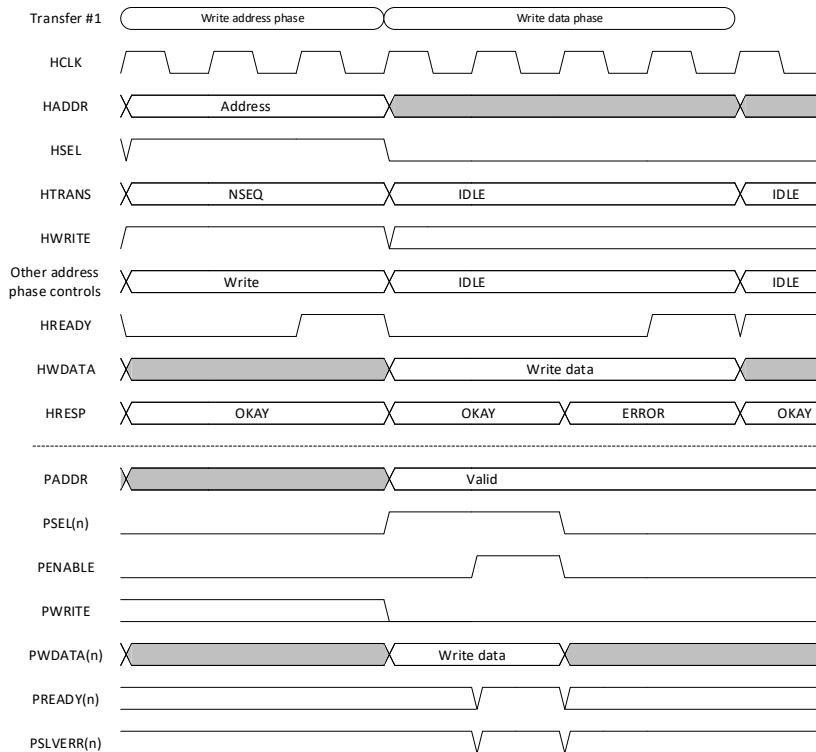 Transfer #1 Write address phase Write data phase
HCLK
HADDR Address
HSEL
HTRANS NSEQ IDLE IDLE
HWRITE
Other address
phase controls Write IDLE IDLE
HREADY
HWDATA Write data
HRESP OKAY OKAY ERROR OKAY
PADDR Valid
PSEL(n)
PENABLE
PWRITE
PWDATA(n) Write data
PREADY(n)
PSLVERR(n)